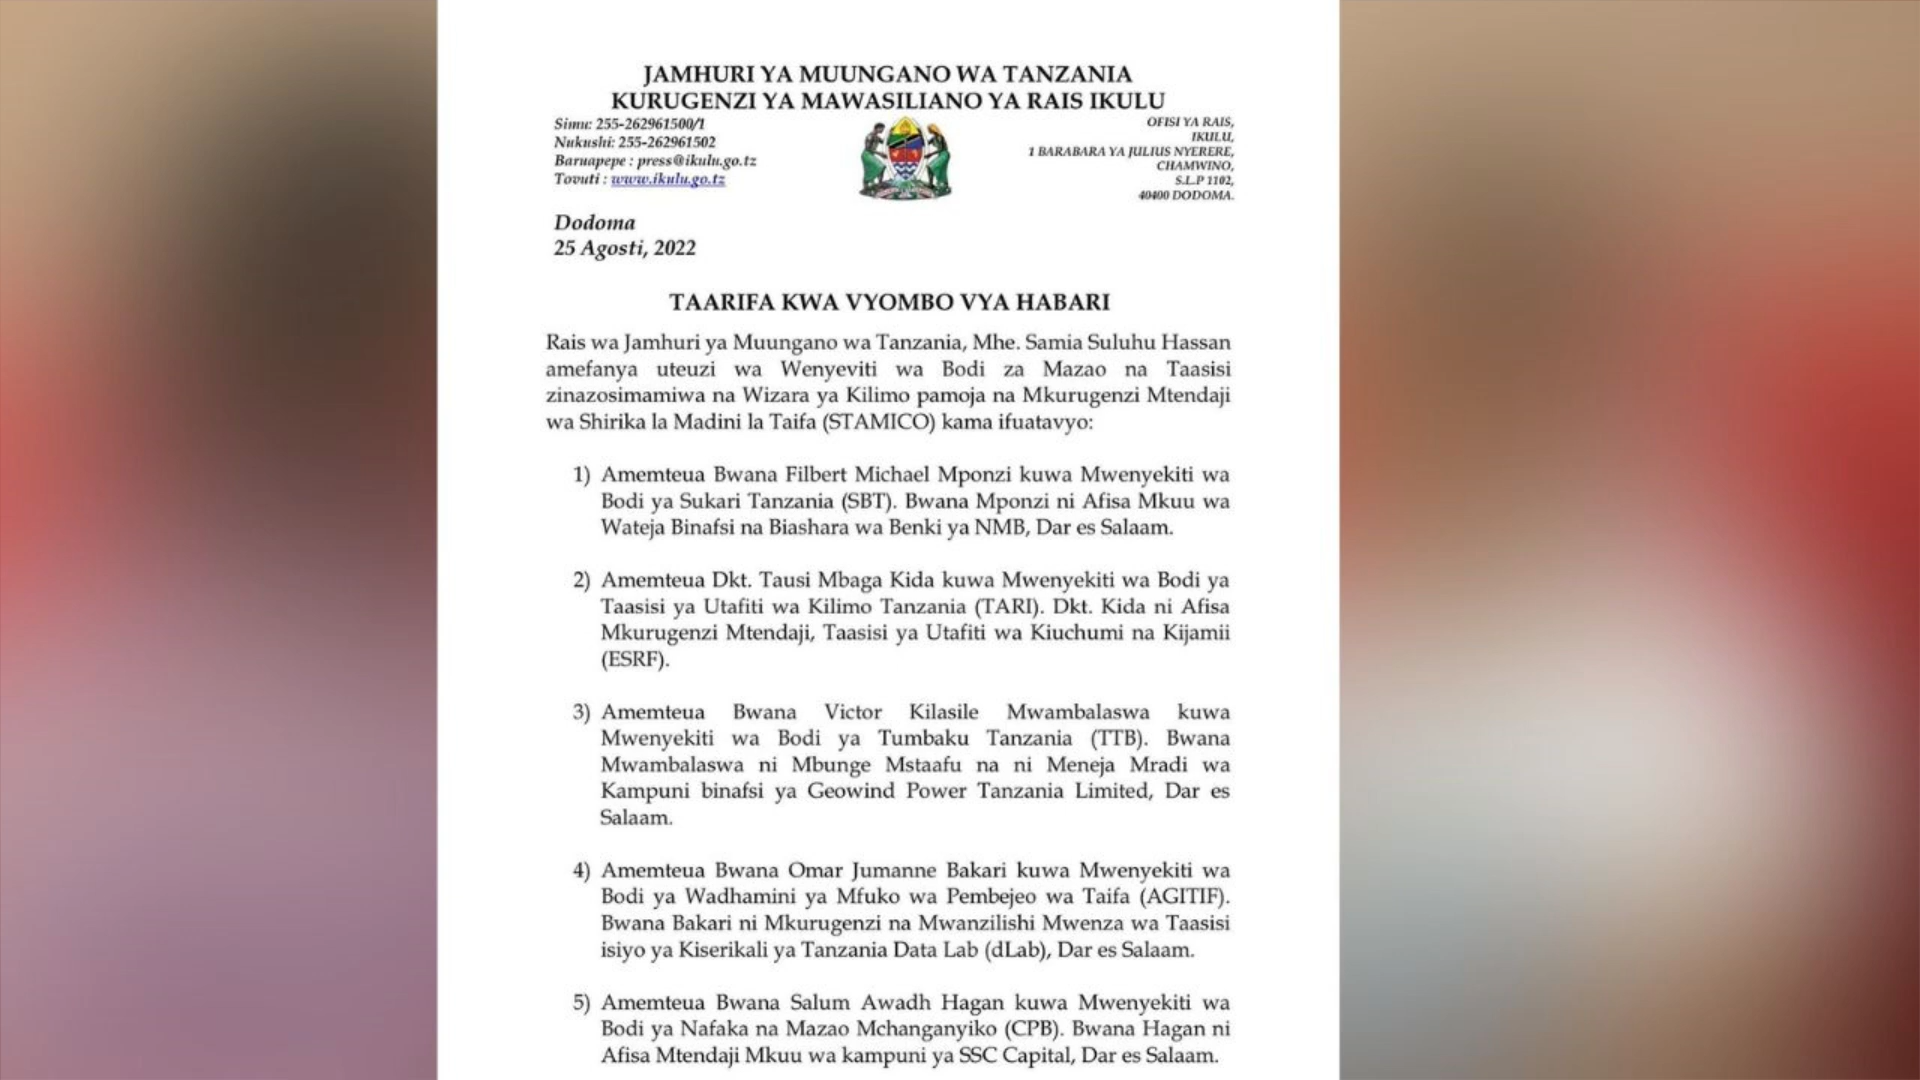 JAMHURI YA MUUNGANO WA TANZANIA
KURUGENZI YA MAWASILIANO YA RAIS IKULU
Simu: 255-262961500/1
Nukushi: 255-262961502
Baruapepe : press@ikulu.go.tz
Tovuti : www.ikulu.go.tz
OFISI YA RAIS,
IKULU,
1 BARABARA YA JULIUS NYERERE,
CHAMWINO,
S.L.P 1102,
40400 DODOMA.
Dodoma
25 Agosti, 2022
TAARIFA KWA VYOMBO VYA HABARI
Rais wa Jamhuri ya Muungano wa Tanzania, Mhe. Samia Suluhu Hassan
amefanya uteuzi wa Wenyeviti wa Bodi za Mazao na Taasisi
zinazosimamiwa na Wizara ya Kilimo pamoja na Mkurugenzi Mtendaji
wa Shirika la Madini la Taifa (STAMICO) kama ifuatavyo:
1) Amemteua Bwana Filbert Michael Mponzi kuwa Mwenyekiti wa
Bodi ya Sukari Tanzania (SBT). Bwana Mponzi ni Afisa Mkuu wa
Wateja Binafsi na Biashara wa Benki ya NMB, Dar es Salaam.
2) Amemteua Dkt. Tausi Mbaga Kida kuwa Mwenyekiti wa Bodi ya
Taasisi ya Utafiti wa Kilimo Tanzania (TARI). Dkt. Kida ni Afisa
Mkurugenzi Mtendaji, Taasisi ya Utafiti wa Kiuchumi na Kijamii
(ESRF).
3) Amemteua Bwana Victor Kilasile Mwambalaswa kuwa
Mwenyekiti wa Bodi ya Tumbaku Tanzania (TTB). Bwana
Mwambalaswa ni Mbunge Mstaafu na ni Meneja Mradi wa
Kampuni binafsi ya Geowind Power Tanzania Limited, Dar es
Salaam.
4) Amemteua Bwana Omar Jumanne Bakari kuwa Mwenyekiti wa
Bodi ya Wadhamini ya Mfuko wa Pembejeo wa Taifa (AGITIF).
Bwana Bakari ni Mkurugenzi na Mwanzilishi Mwenza wa Taasisi
isiyo ya Kiserikali ya Tanzania Data Lab (dLab), Dar es Salaam.
5) Amemteua Bwana Salum Awadh Hagan kuwa Mwenyekiti wa
Bodi ya Nafaka na Mazao Mchanganyiko (CPB). Bwana Hagan ni
Afisa Mtendaji Mkuu wa kampuni ya SSC Capital, Dar es Salaam.